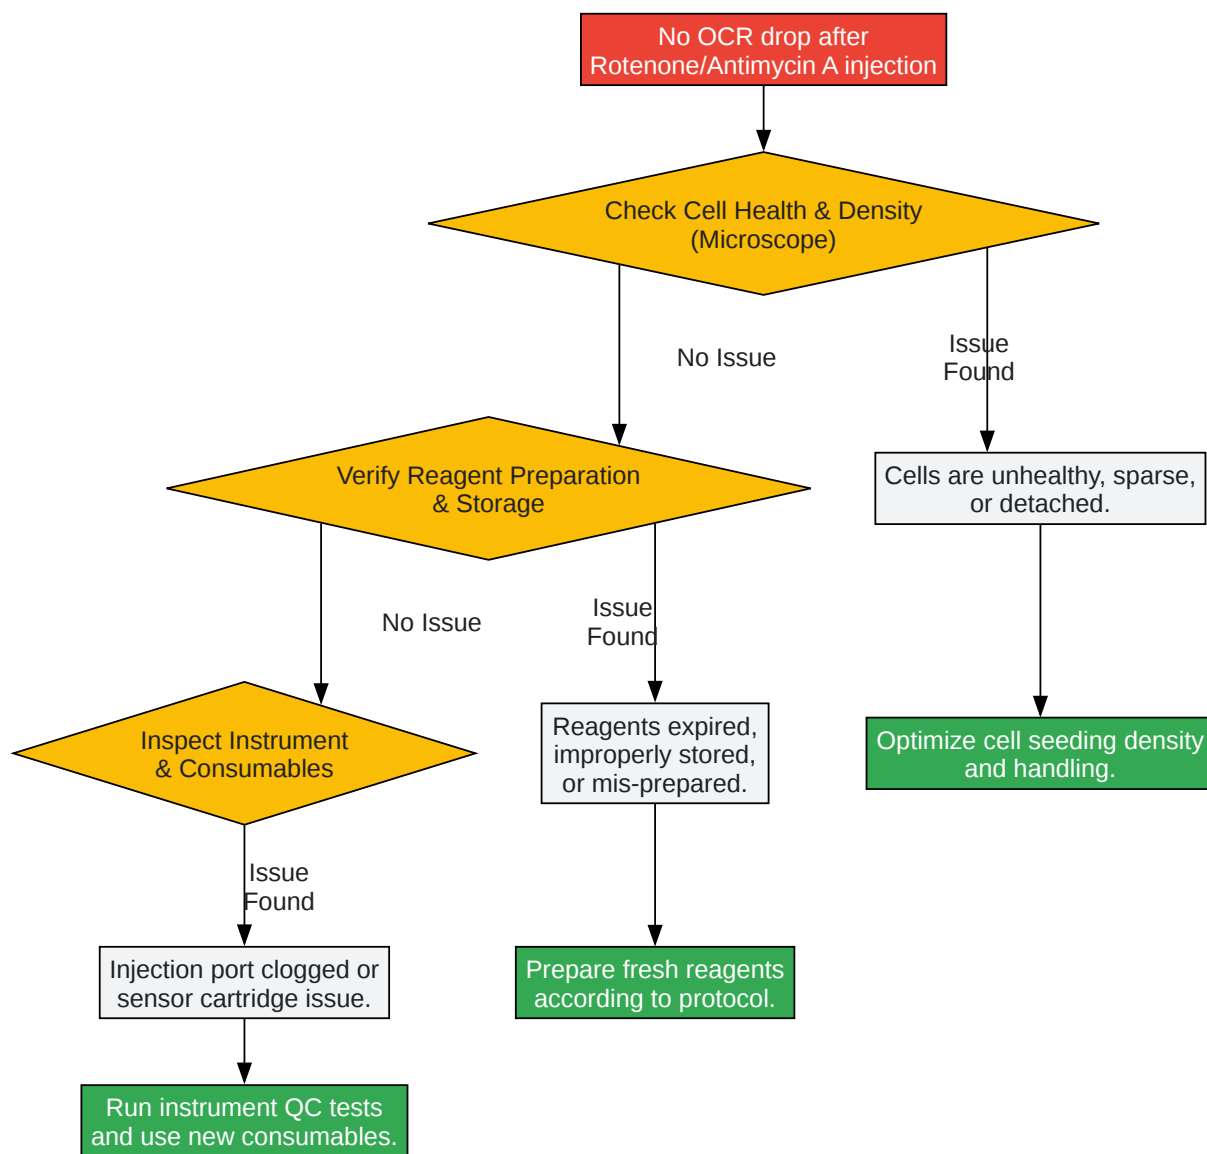 No OCR drop after
Rotenone/Antimycin A injection
Check Cell Health & Density
(Microscope)
No Issue
Issue
Found
Verify Reagent Preparation
& Storage
Cells are unhealthy, sparse,
or detached.
No Issue
Issue
Found
Inspect Instrument
& Consumables
Reagents expired,
improperly stored,
or mis-prepared.
Optimize cell seeding density
and handling.
Issue
Found
Injection port clogged or
sensor cartridge issue.
Prepare fresh reagents
according to protocol.
Run instrument QC tests
and use new consumables.